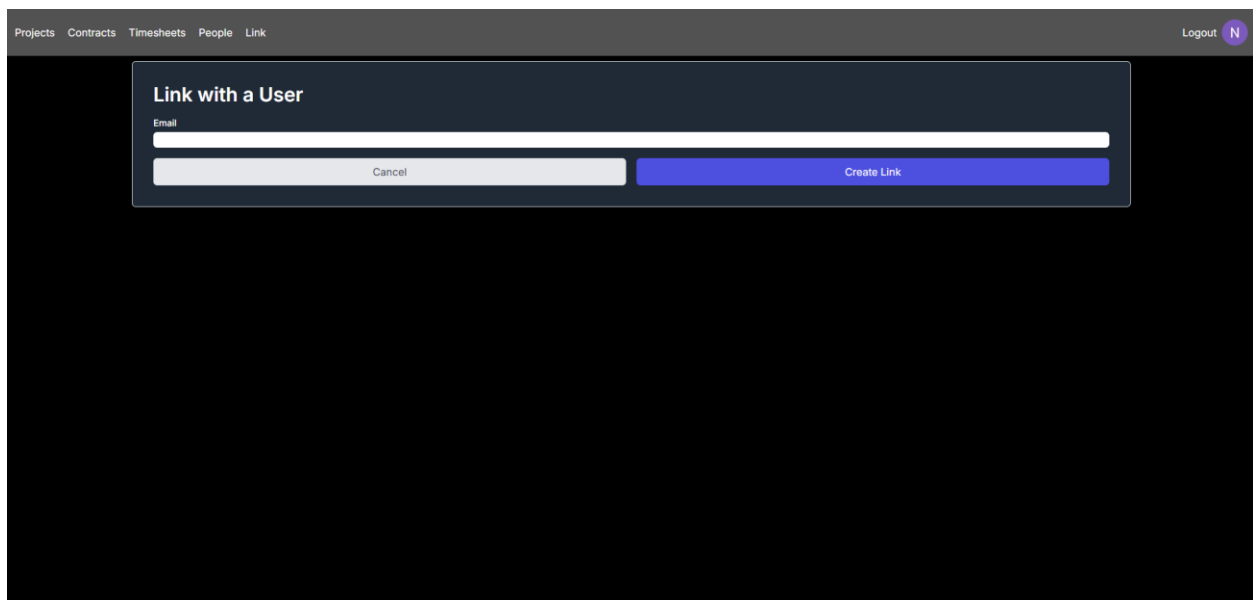 Projects Contracts Timesheets People Link Logout N
Link with a User
Email
Cancel Create Link